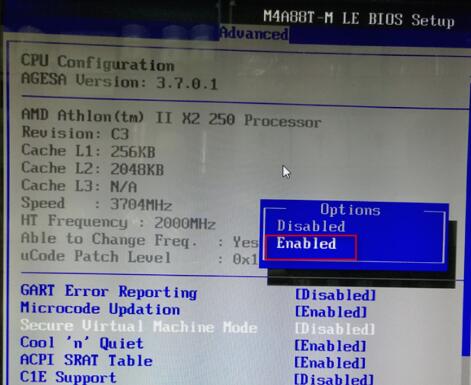 M4A88T-M LE BIOS Setup
Advanced
CPU Configuration
AGESA Version: 3.7.0.1
AMD Athlon(tm) II X2 250 Processor
Revision: C3
Cache L1: 256KB
Cache L2: 2048KB
Cache L3: N/A
Speed : 3704MHz
HT Frequency : 2000MHz
Able to Change Freq. : Yes
uCode Patch Level : 0x1
Options
Disabled
Enabled
GART Error Reporting [Disabled]
Microcode Updation [Enabled]
Secure Virtual Machine Mode [Disabled]
Cool 'n' Quiet [Enabled]
ACPI SRAT Table [Enabled]
C1E Support [Disabled]